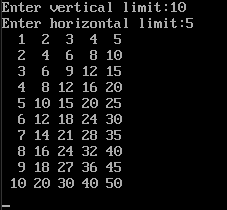 Enter vertical limit:10
Enter horizontal limit:5
1 2 3 4 5
2 4 6 8 10
3 6 9 12 15
4 8 12 16 20
5 10 15 20 25
6 12 18 24 30
7 14 21 28 35
8 16 24 32 40
9 18 27 36 45
10 20 30 40 50